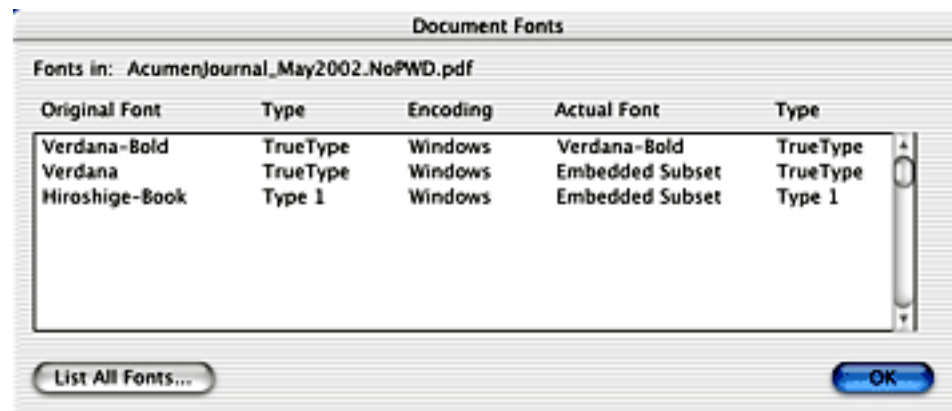 Document Fonts
Fonts in: AcumenJournal_May2002.NoPWD.pdf
Original Font Type Encoding Actual Font Type
Verdana-Bold TrueType Windows Verdana-Bold TrueType
Verdana TrueType Windows Embedded Subset TrueType
Hiroshige-Book Type 1 Windows Embedded Subset Type 1
List All Fonts... OK